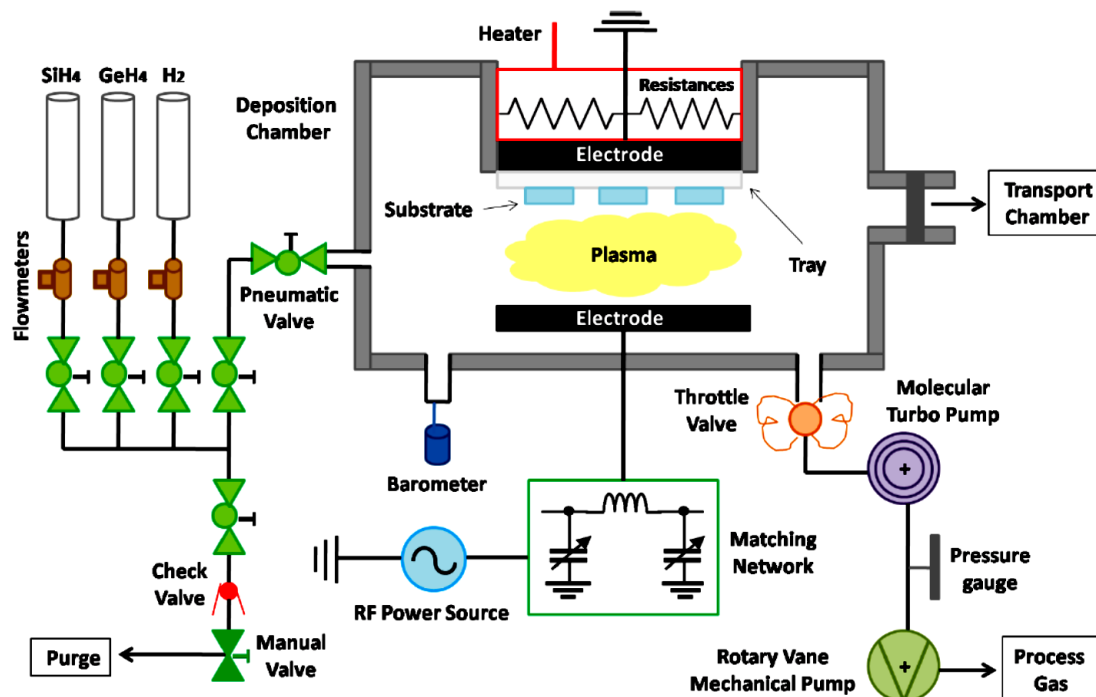 Heater
SiH4
GeH4
H2
Resistances
Deposition
Chamber
Electrode
Transport
Chamber
Substrate
Plasma
Tray
Flowmeters
Pneumatic
Valve
Electrode
Throttle
Valve
Molecular
Turbo Pump
Barometer
Matching
Network
Pressure
gauge
Check
Valve
RF Power Source
Purge
Manual
Valve
Rotary Vane
Mechanical Pump
Process
Gas